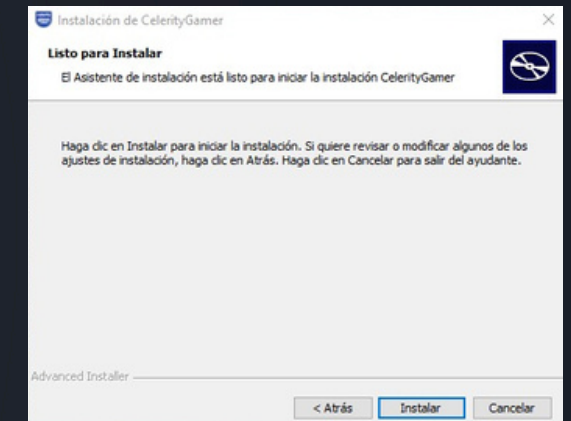 Instalación de CelerityGamer
Listo para Instalar
El Asistente de instalación está listo para iniciar la instalación CelerityGamer
Haga clic en Instalar para iniciar la instalación. Si quiere revisar o modificar algunos de los
ajustes de instalación, haga clic en Atrás. Haga clic en Cancelar para salir del ayudante.
Advanced Installer
< Atrás Instalar Cancelar